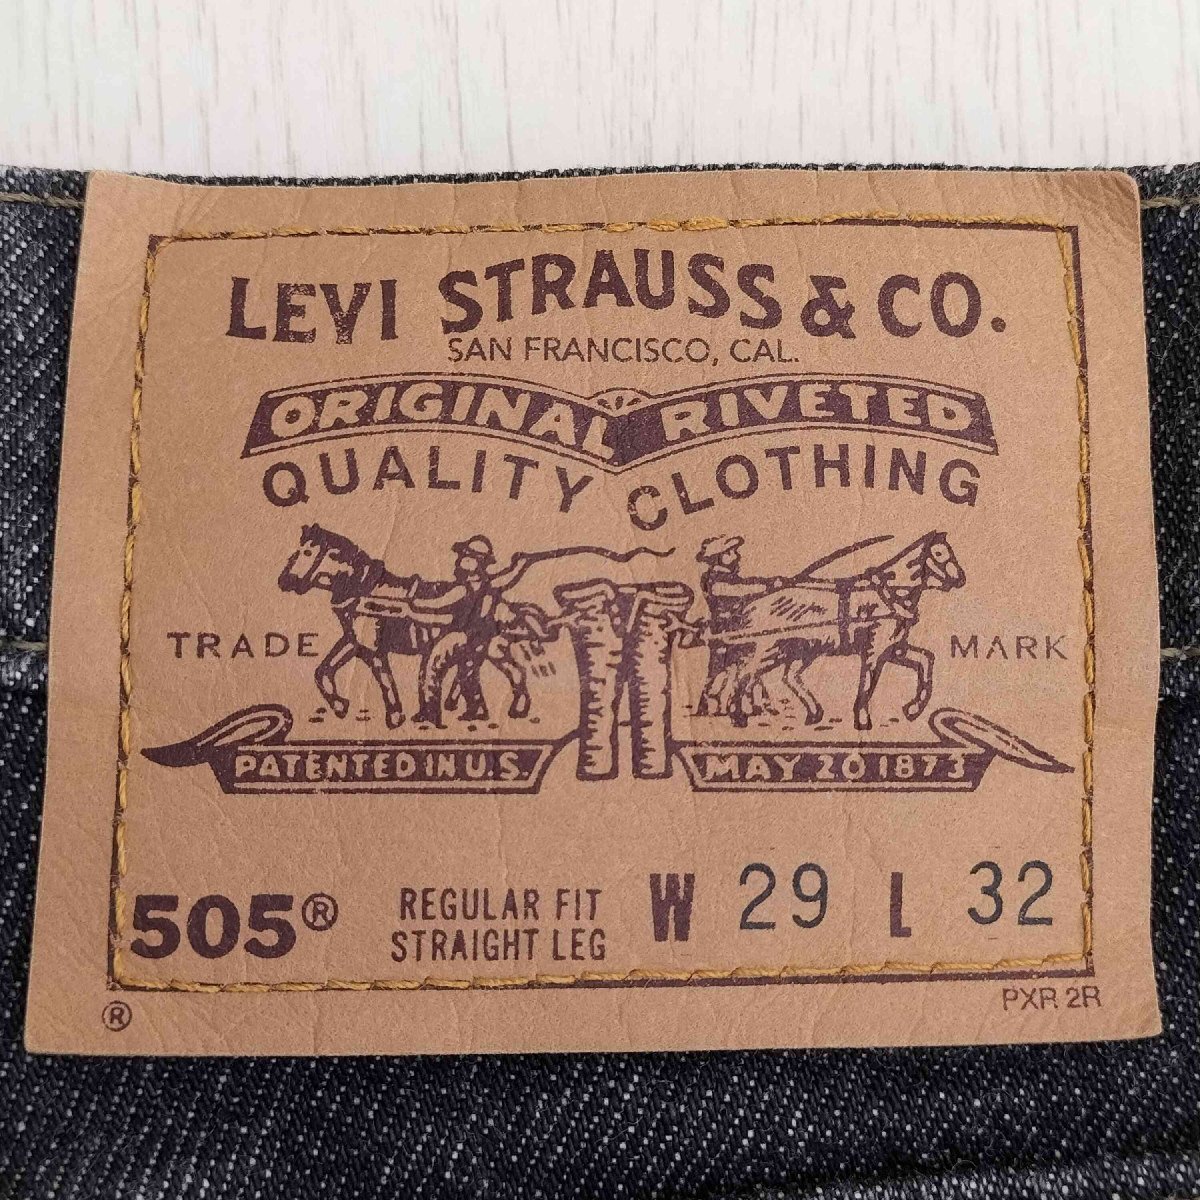 LEVI STRAUSS & CO.
SAN FRANCISCO, CAL.
ORIGINAL RIVETED
QUALITY CLOTHING
TRADE MARK
PATENTED IN U.S. MAY 20 1873
505® REGULAR FIT W 29 L 32
STRAIGHT LEG
® PXR 2R